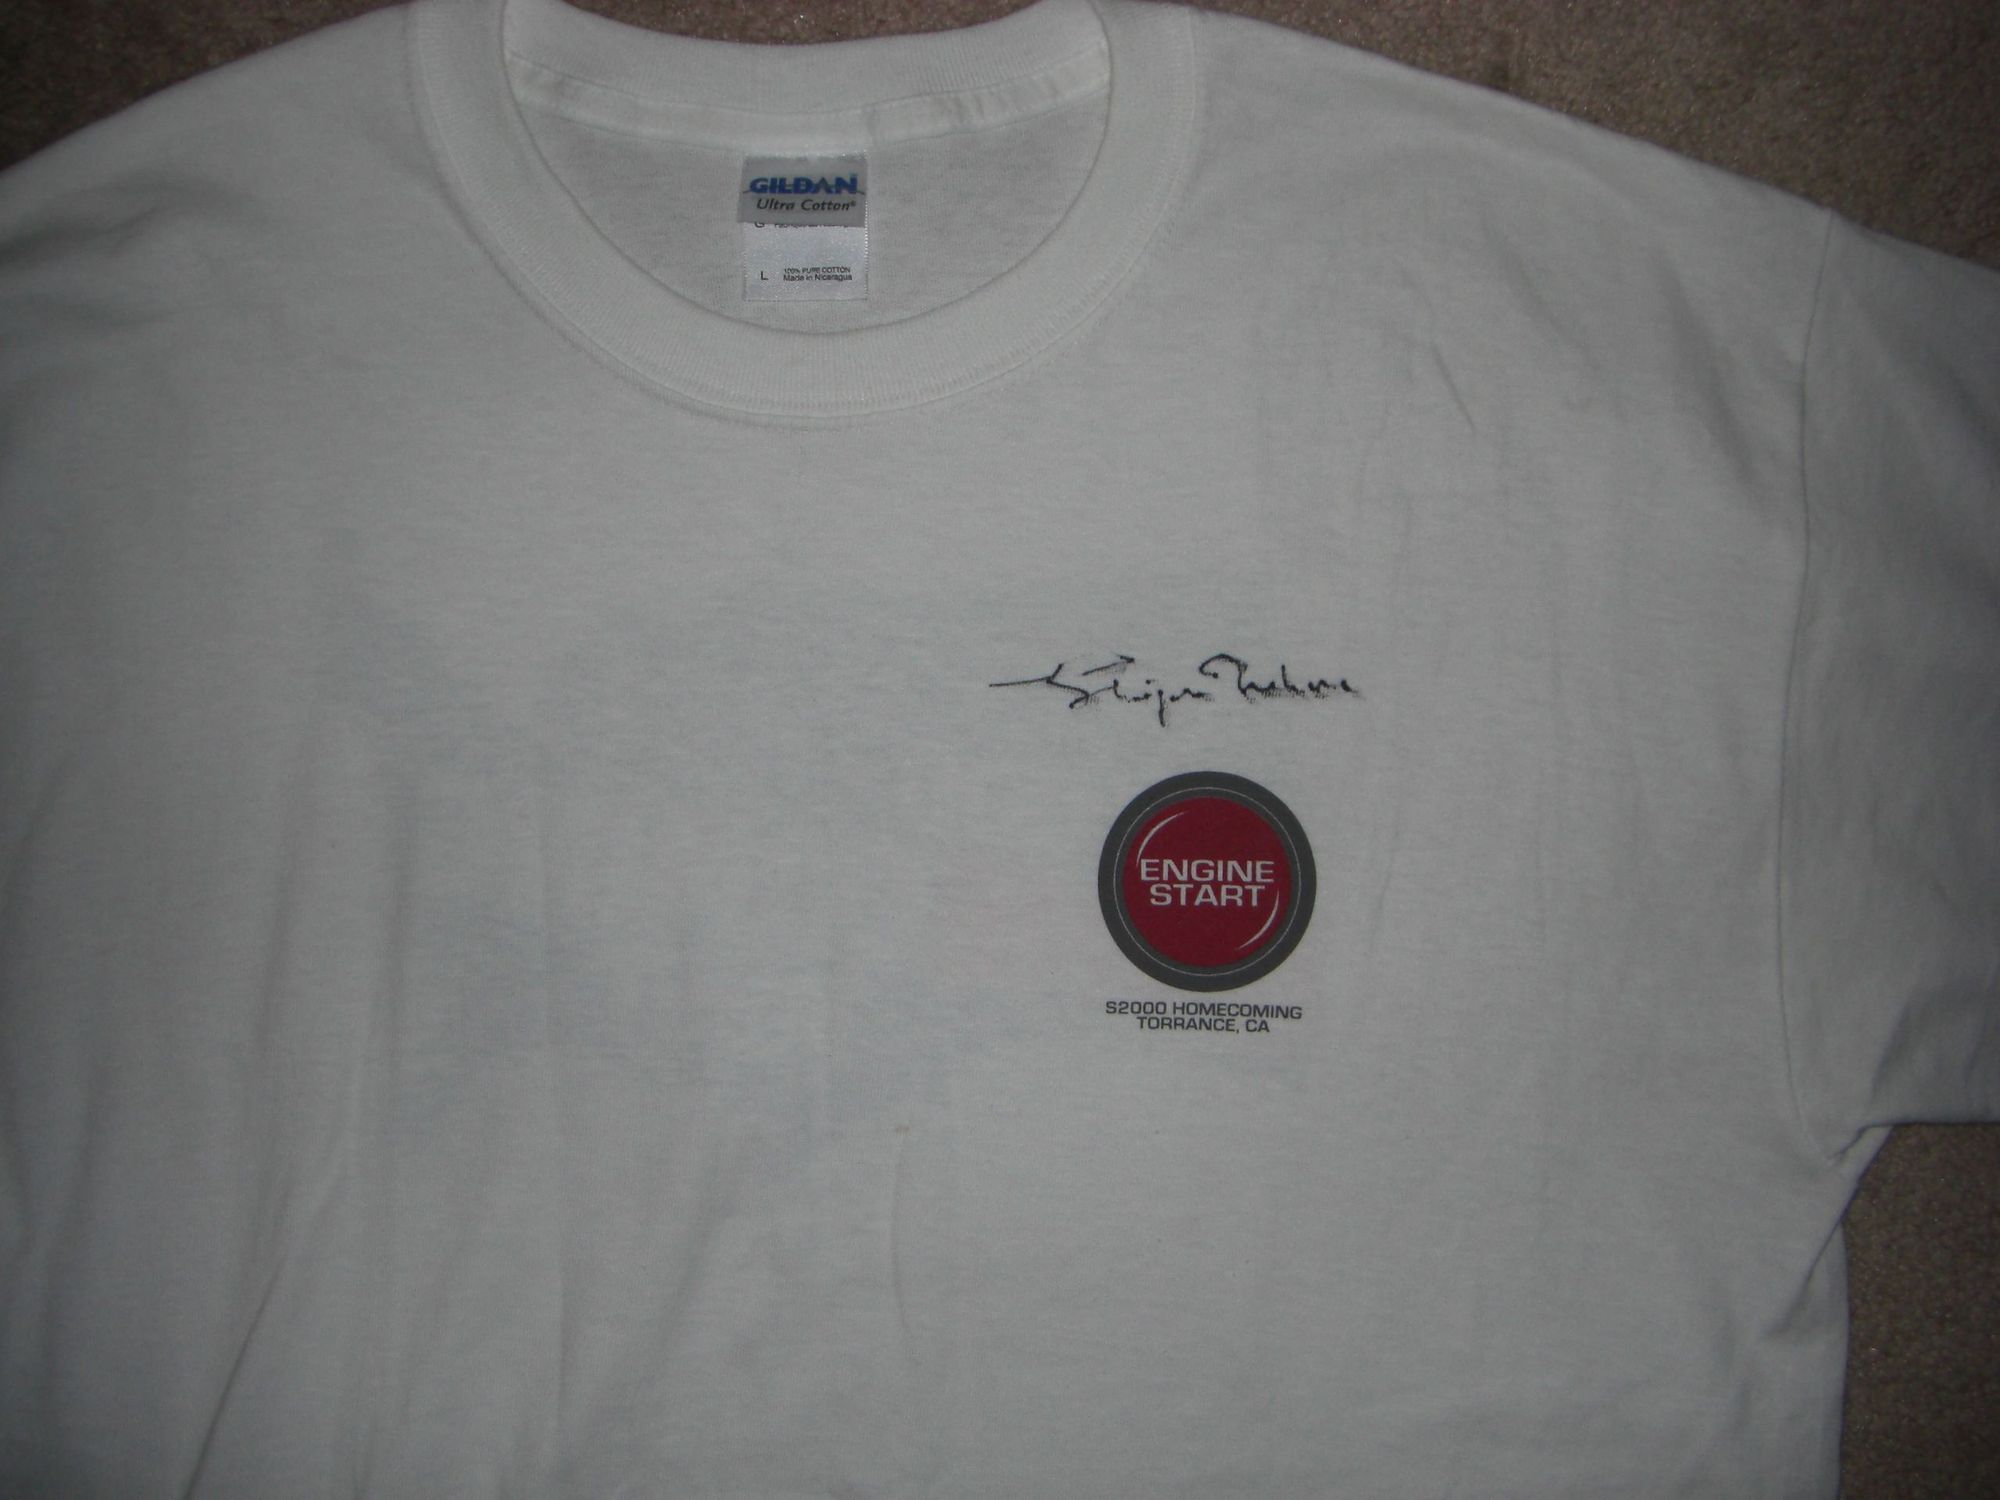 GILDAN
Ultra Cotton®
G
L 100% PURE COTTON
Made in Nicaragua
ENGINE
START
S2000 HOMECOMING
TORRANCE, CA